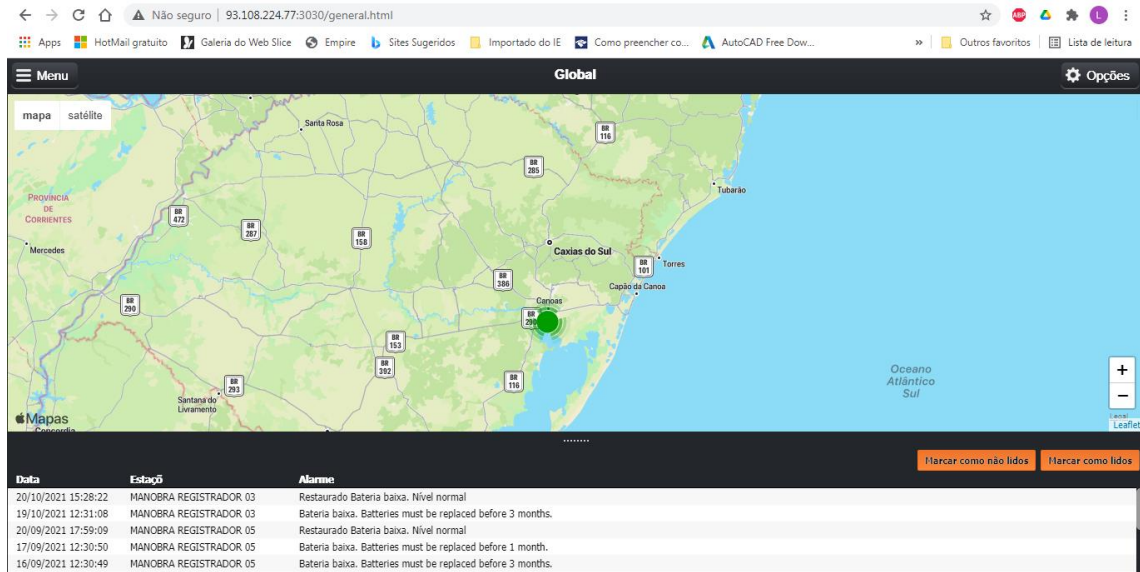 Não seguro | 93.108.224.77:3030/general.html
ABP
L
Apps HotMail gratuito Galeria do Web Slice Empire Sites Sugeridos Importado do IE Como preencher co... AutoCAD Free Dow... » Outros favoritos Lista de leitura
Menu Global Opções
mapa satélite
Santa Rosa
BR 116
BR 285
Tubarão
PROVÍNCIA DE CORRIENTES
BR 472
BR 287
BR 158
Mercedes
Caxias do Sul
BR 101
Torres
BR 386
Capão da Canoa
BR 290
Canoas
BR 290
BR 153
BR 392
BR 116
BR 293
Santana do Livramento
Oceano Atlântico Sul
+
−
Mapas
Concordia
Legal
Leaflet
Marcar como não lidos Marcar como lidos
Data Estaçõ Alarme
20/10/2021 15:28:22 MANOBRA REGISTRADOR 03 Restaurado Bateria baixa. Nível normal
19/10/2021 12:31:08 MANOBRA REGISTRADOR 03 Bateria baixa. Batteries must be replaced before 3 months.
20/09/2021 17:59:09 MANOBRA REGISTRADOR 05 Restaurado Bateria baixa. Nível normal
17/09/2021 12:30:50 MANOBRA REGISTRADOR 05 Bateria baixa. Batteries must be replaced before 1 month.
16/09/2021 12:30:49 MANOBRA REGISTRADOR 05 Bateria baixa. Batteries must be replaced before 3 months.